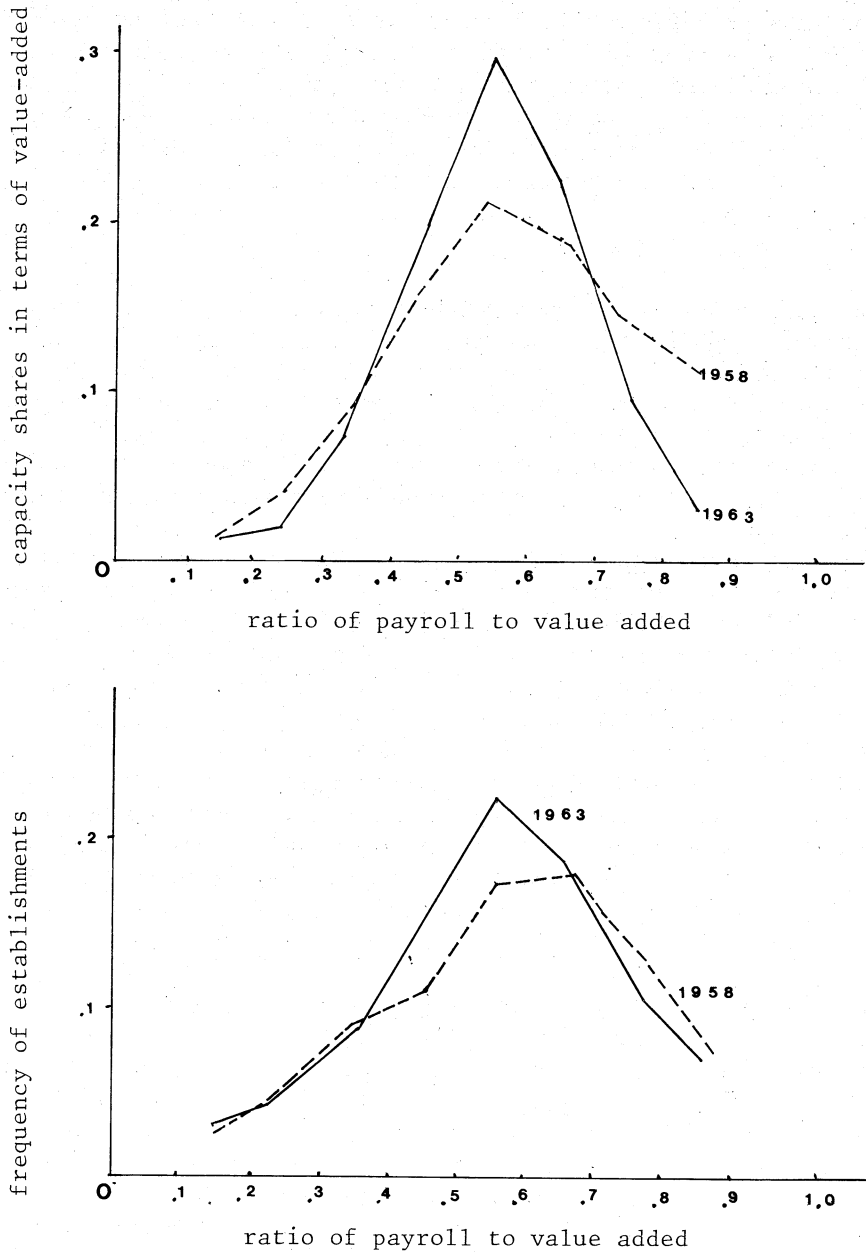 capacity shares in terms of value-added
.3
.2
.1
0
.1 .2 .3 .4 .5 .6 .7 .8 .9 1.0
1958
1963
ratio of payroll to value added
frequency of establishments
.2
.1
0
.1 .2 .3 .4 .5 .6 .7 .8 .9 1.0
1963
1958
ratio of payroll to value added